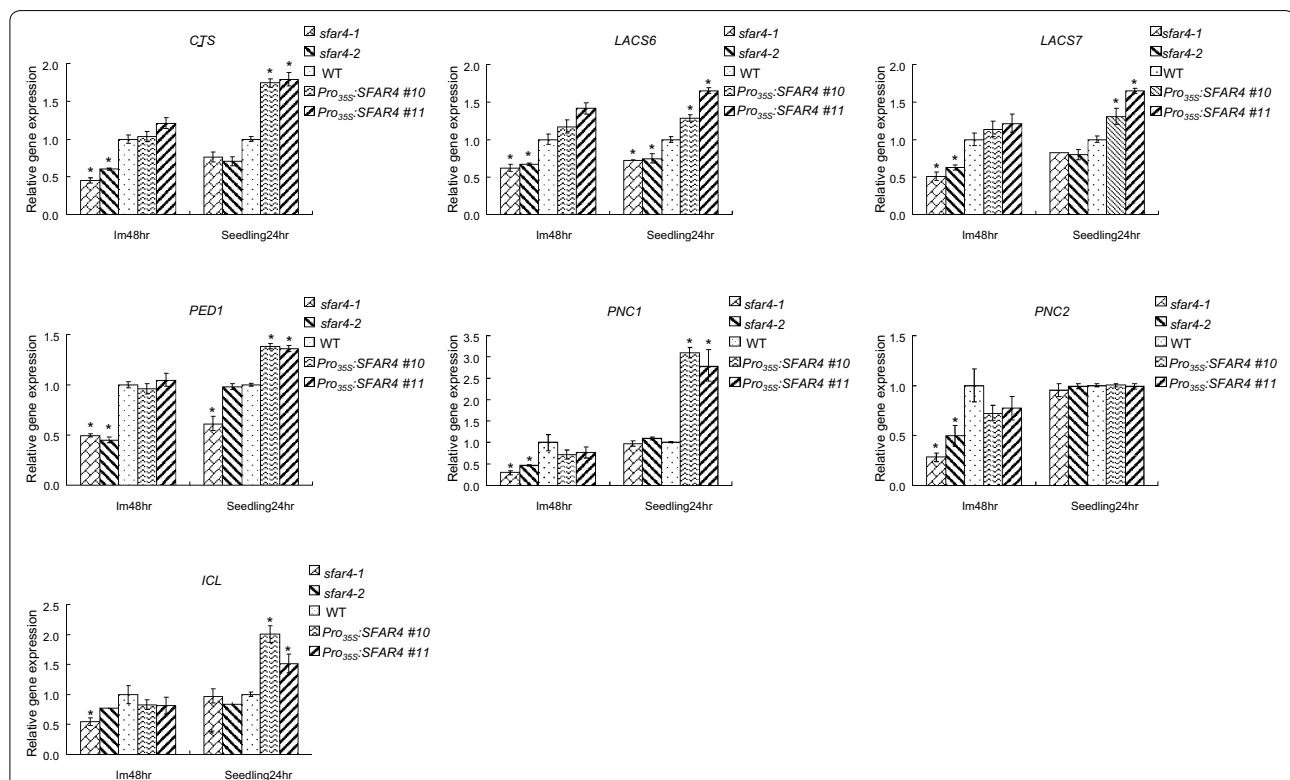 CTS
Relative gene expression
2.0
1.5
1.0
0.5
0.0
* * * *
Im48hr Seedling24hr
sfar4-1
sfar4-2
WT
Pro35S:SFAR4 #10
Pro35S:SFAR4 #11
LACS6
Relative gene expression
2.0
1.5
1.0
0.5
0.0
* * * * * *
Im48hr Seedling24hr
sfar4-1
sfar4-2
WT
Pro35S:SFAR4 #10
Pro35S:SFAR4 #11
LACS7
Relative gene expression
2.0
1.5
1.0
0.5
0.0
* * * *
Im48hr Seedling24hr
sfar4-1
sfar4-2
WT
Pro35S:SFAR4 #10
Pro35S:SFAR4 #11
PED1
Relative gene expression
1.5
1.0
0.5
0.0
* * * * *
Im48hr Seedling24hr
sfar4-1
sfar4-2
WT
Pro35S:SFAR4 #10
Pro35S:SFAR4 #11
PNC1
Relative gene expression
3.5
3.0
2.5
1.0
0.5
0.0
* * * *
Im48hr Seedling24hr
sfar4-1
sfar4-2
WT
Pro35S:SFAR4 #10
Pro35S:SFAR4 #11
PNC2
Relative gene expression
1.5
1.0
0.5
0.0
* *
Im48hr Seedling24hr
sfar4-1
sfar4-2
WT
Pro35S:SFAR4 #10
Pro35S:SFAR4 #11
ICL
Relative gene expression
2.5
2.0
1.5
1.0
0.5
0.0
* * *
Im48hr Seedling24hr
sfar4-1
sfar4-2
WT
Pro35S:SFAR4 #10
Pro35S:SFAR4 #11